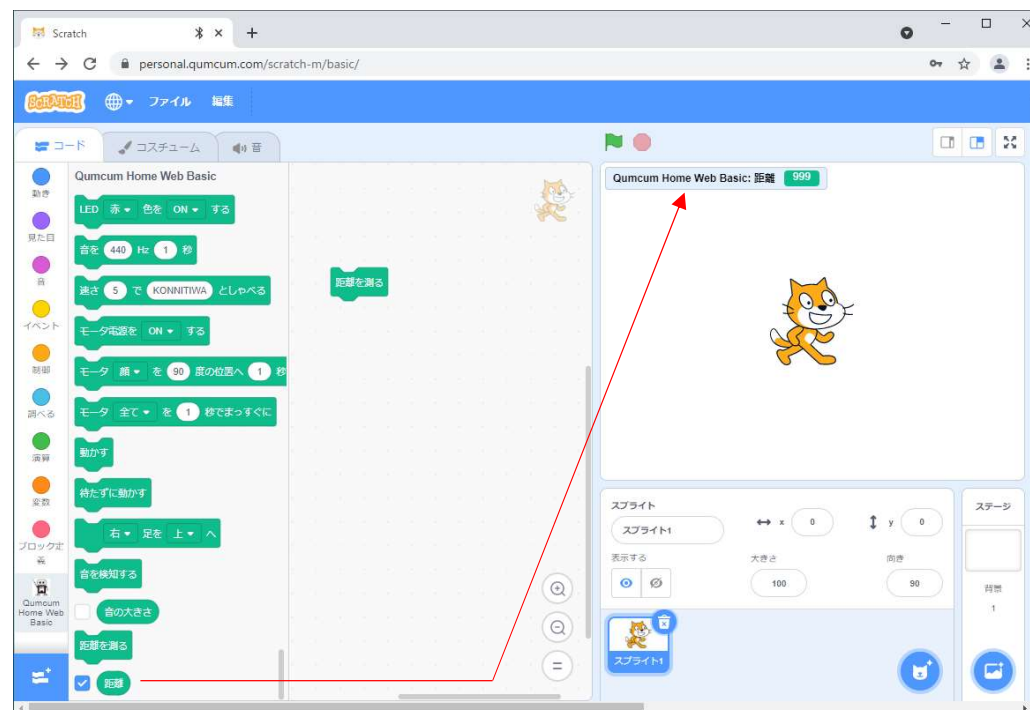 Scratch
personal.qumcum.com/scratch-m/basic/
SCRATCH ファイル 編集
コード コスチューム 音
Qumcum Home Web Basic
動き
見た目
音
イベント
制御
調べる
演算
変数
ブロック定
義
Qumcum
Home Web
Basic
LED 赤 色を ON する
音を 440 Hz 1 秒
速さ 5 で KONNITIWA としゃべる
モータ電源を ON する
モータ 顔 を 90 度の位置へ 1 秒
モータ 全て を 1 秒でまっすぐに
動かす
待たずに動かす
右 足を 上 へ
音を検知する
音の大きさ
距離を測る
距離
距離を測る
Qumcum Home Web Basic: 距離 999
スプライト
スプライト1
x 0
y 0
表示する
大きさ
100
向き
90
スプライト1
ステージ
背景
1